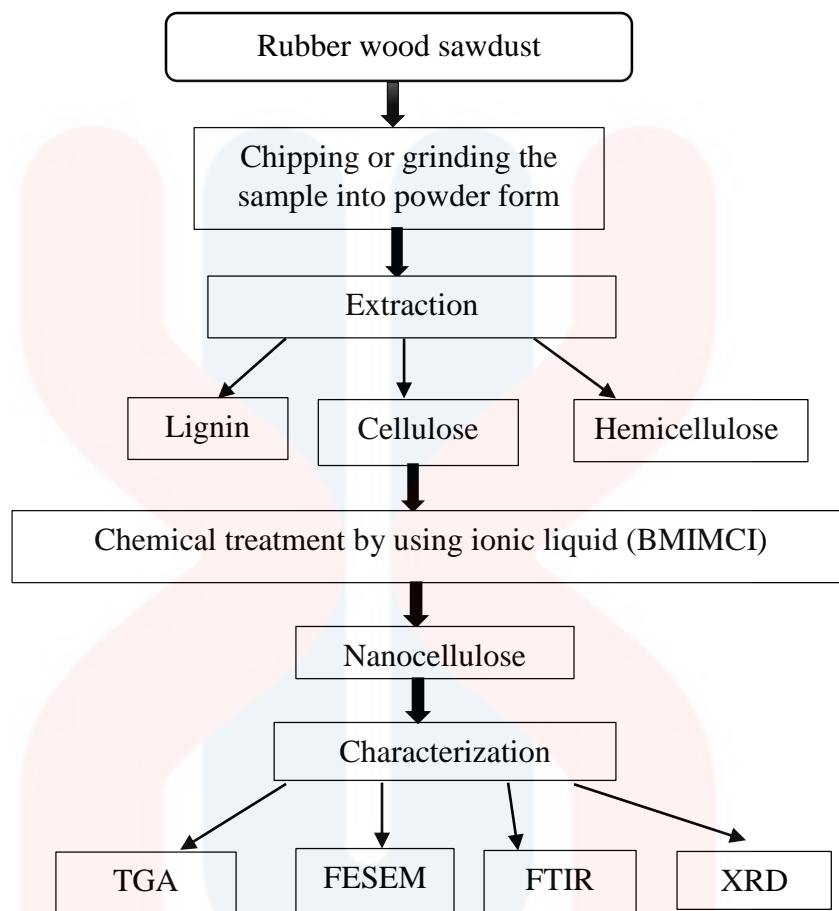 Rubber wood sawdust
Chipping or grinding the
sample into powder form
Extraction
Lignin
Cellulose
Hemicellulose
Chemical treatment by using ionic liquid (BMIMCI)
Nanocellulose
Characterization
TGA
FESEM
FTIR
XRD